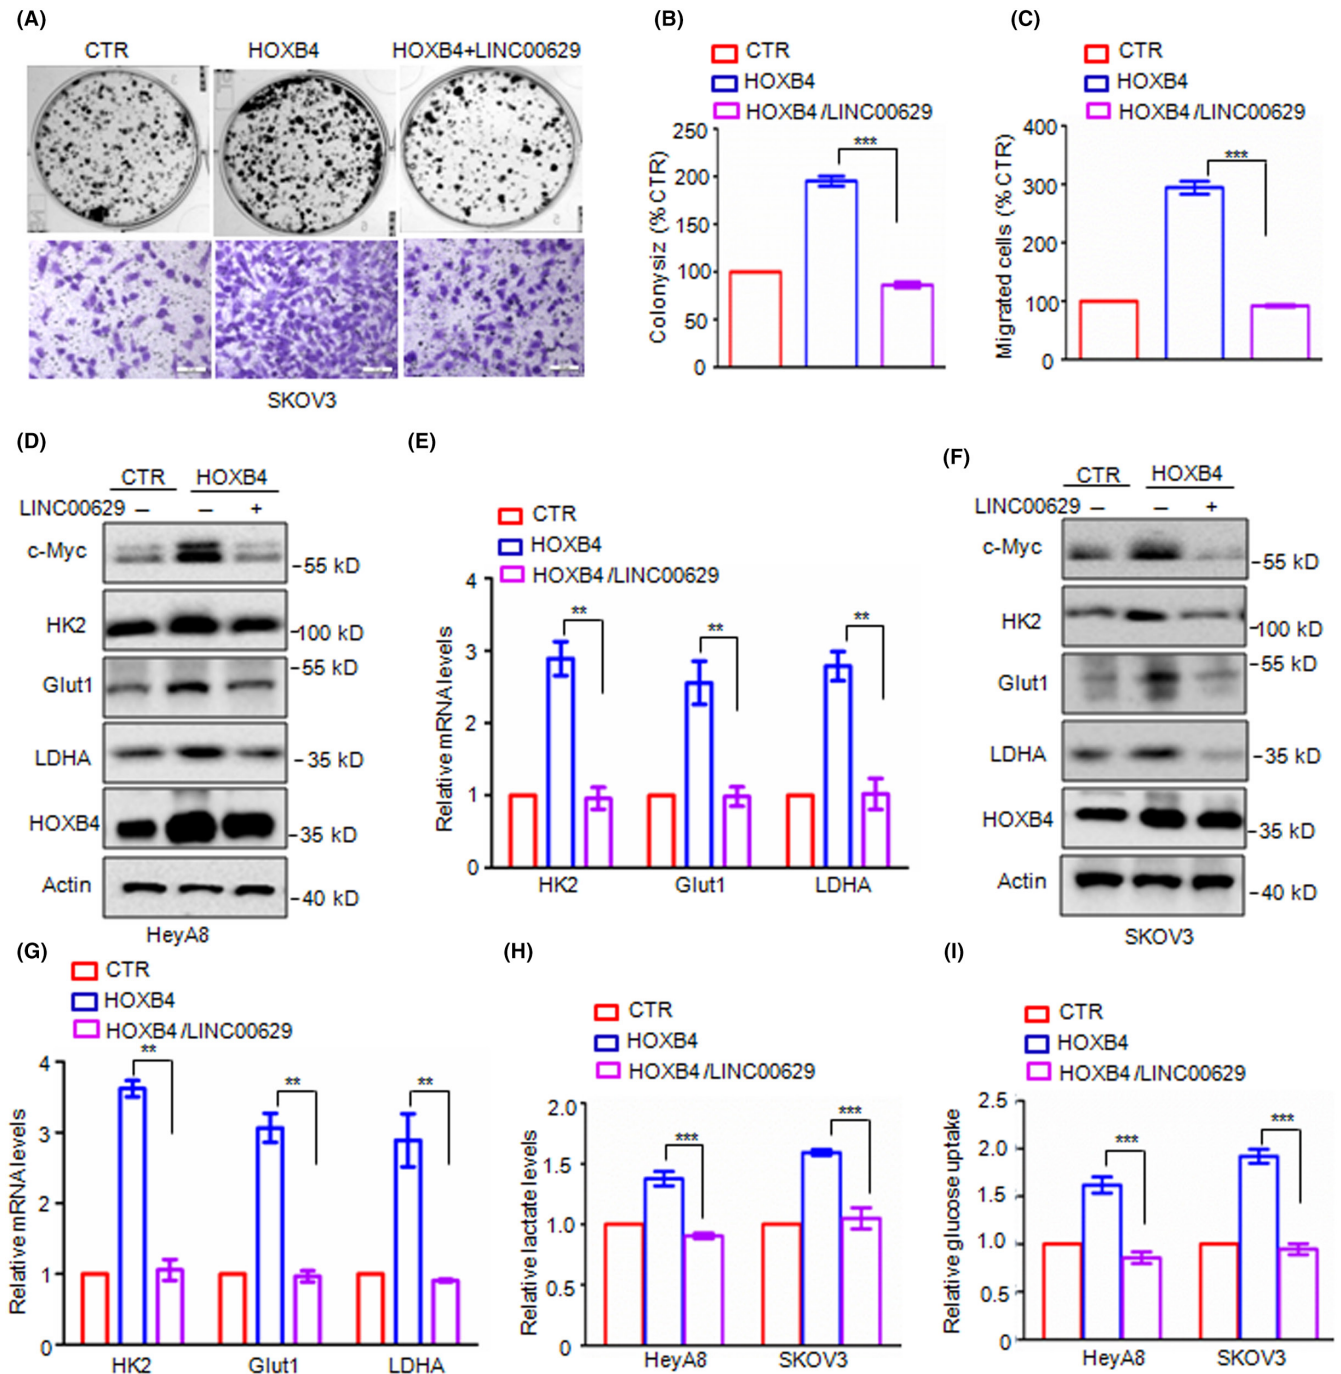 (A)
CTR HOXB4 HOXB4+LINC00629
SKOV3
(B)
CTR
HOXB4
HOXB4/LINC00629
Colonysiz (% CTR)
250
200
150
100
50
0
***
(C)
CTR
HOXB4
HOXB4/LINC00629
Migrated cells (% CTR)
400
300
200
100
0
***
(D)
CTR HOXB4
LINC00629 – – +
c-Myc –55 kD
HK2 –100 kD
–55 kD
Glut1
LDHA –35 kD
HOXB4 –35 kD
Actin –40 kD
HeyA8
(E)
CTR
HOXB4
HOXB4/LINC00629
Relative mRNA levels
4
3
2
1
0
** ** **
HK2 Glut1 LDHA
(F)
CTR HOXB4
LINC00629 – – +
c-Myc –55 kD
HK2 –100 kD
–55 kD
Glut1
LDHA –35 kD
HOXB4 –35 kD
Actin –40 kD
SKOV3
(G)
CTR
HOXB4
HOXB4/LINC00629
Relative mRNA levels
4
3
2
1
0
** ** **
HK2 Glut1 LDHA
(H)
CTR
HOXB4
HOXB4/LINC00629
Relative lactate levels
2.0
1.5
1.0
0.5
0
*** ***
HeyA8 SKOV3
(I)
CTR
HOXB4
HOXB4/LINC00629
Relative glucose uptake
2.5
2.0
1.5
1.0
0.5
0
*** ***
HeyA8 SKOV3